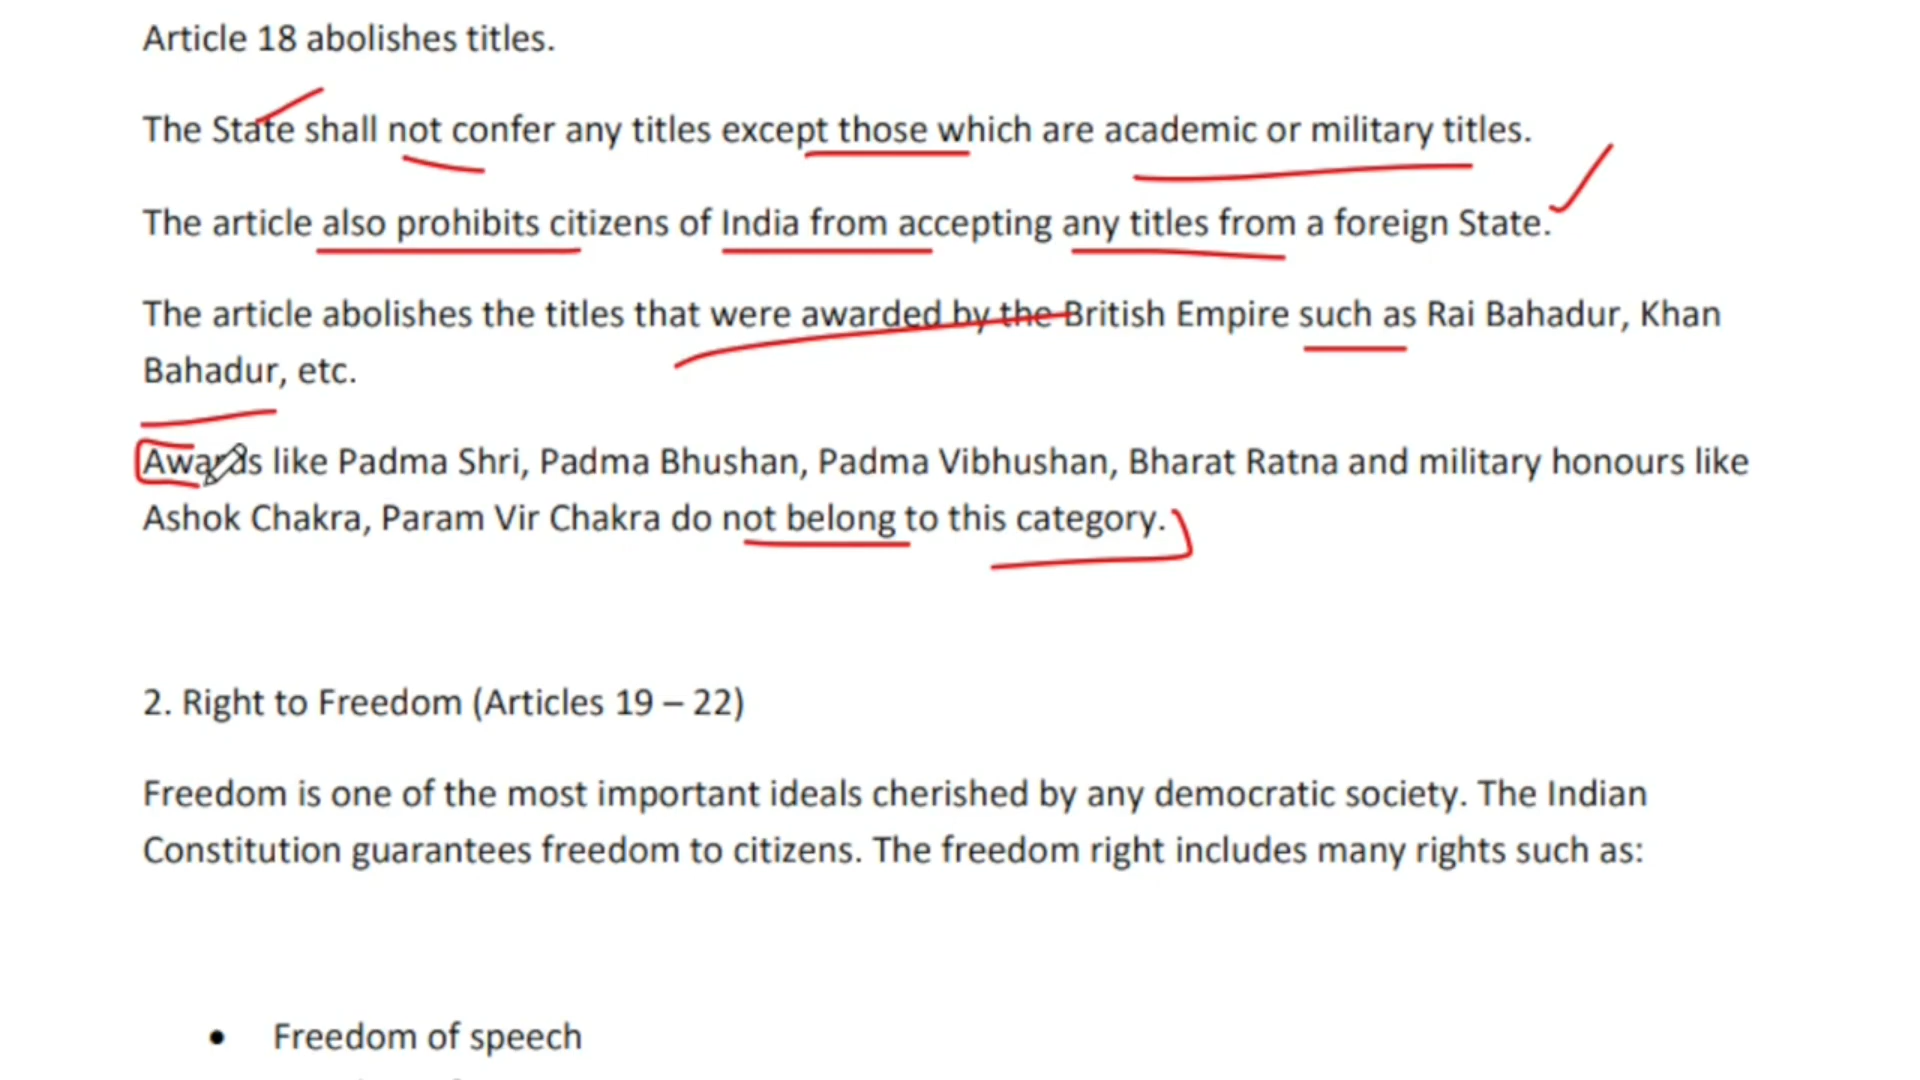 Article 18 abolishes titles.
The State shall not confer any titles except those which are academic or military titles.
The article also prohibits citizens of India from accepting any titles from a foreign State.
The article abolishes the titles that were awarded by the British Empire such as Rai Bahadur, Khan
Bahadur, etc.
Awards like Padma Shri, Padma Bhushan, Padma Vibhushan, Bharat Ratna and military honours like
Ashok Chakra, Param Vir Chakra do not belong to this category.
2. Right to Freedom (Articles 19 – 22)
Freedom is one of the most important ideals cherished by any democratic society. The Indian
Constitution guarantees freedom to citizens. The freedom right includes many rights such as:
• Freedom of speech